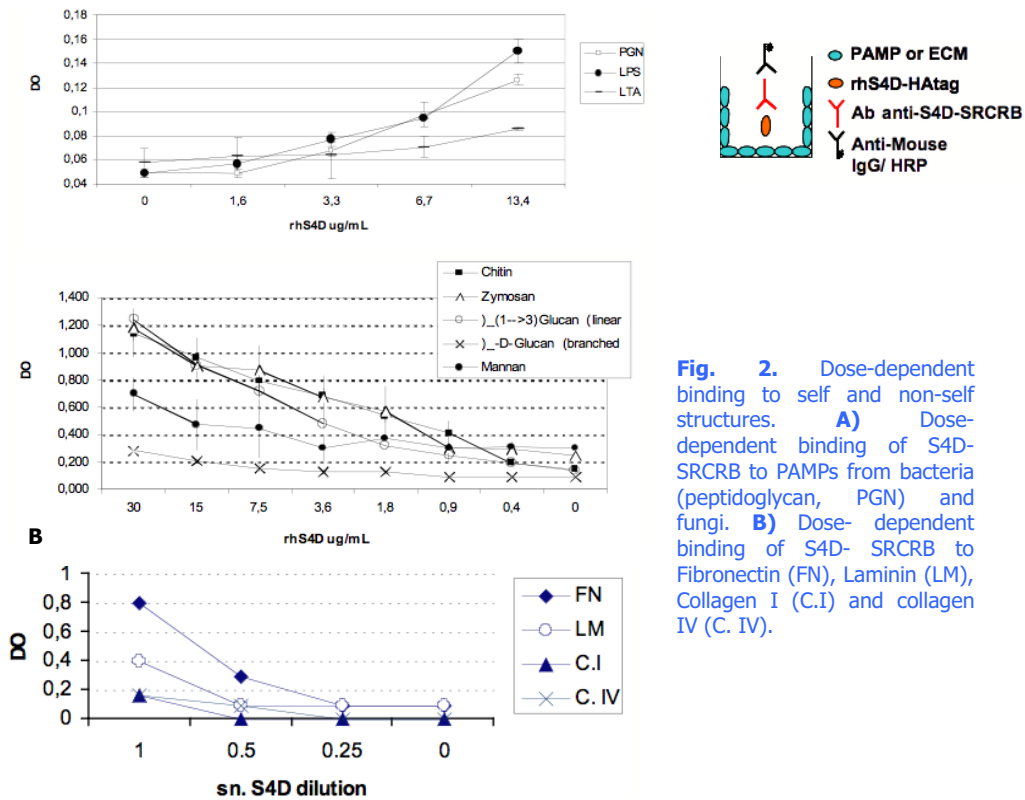 0,18
0,16
0,14
0,12
0,1
0,08
0,06
0,04
DO
0 1,6 3,3 6,7 13,4
rhS4D ug/mL
PGN
LPS
LTA
PAMP or ECM
rhS4D-HAtag
Ab anti-S4D-SRCRB
Anti-Mouse
IgG/ HRP
Chitin
Zymosan
)_(1-->3)Glucan (linear
)_-D-Glucan (branched
Mannan
1,400
1,200
1,000
0,800
0,600
0,400
0,200
0,000
DO
30 15 7,5 3,6 1,8 0,9 0,4 0
rhS4D ug/mL
B
1
0,8
0,6
0,4
0,2
0
DO
1 0.5 0.25 0
sn. S4D dilution
FN
LM
C.I
C. IV
Fig. 2. Dose-dependent
binding to self and non-self
structures. A) Dose-
dependent binding of S4D-
SRCRB to PAMPs from bacteria
(peptidoglycan, PGN) and
fungi. B) Dose- dependent
binding of S4D- SRCRB to
Fibronectin (FN), Laminin (LM),
Collagen I (C.I) and collagen
IV (C. IV).